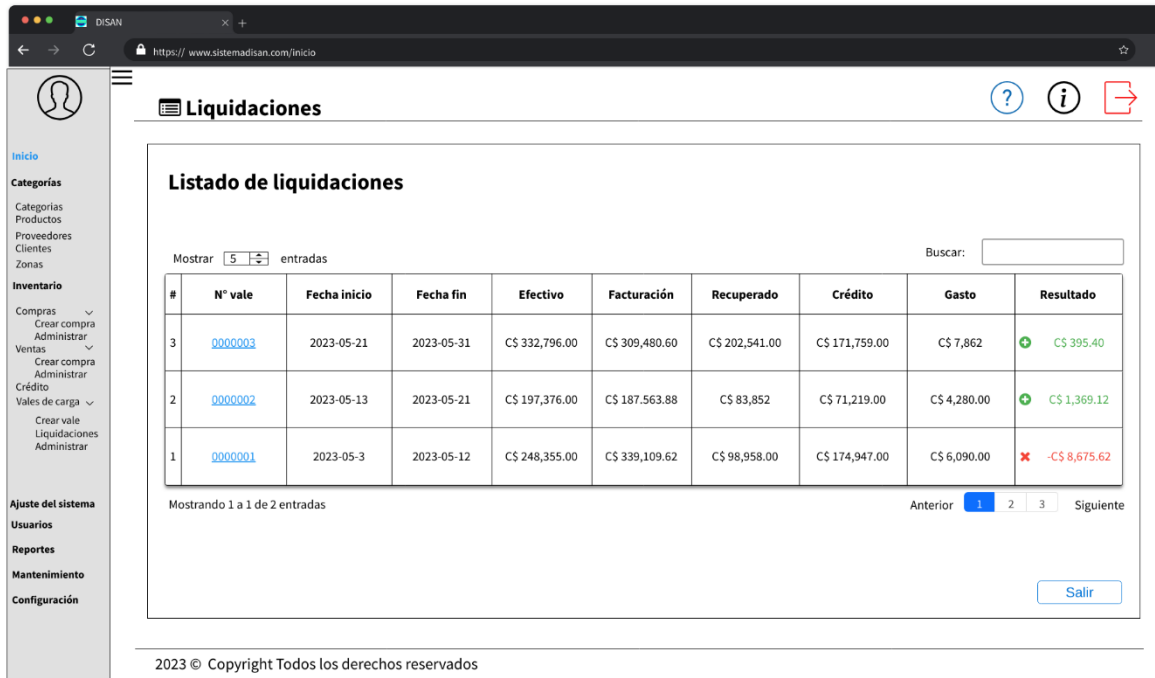 DISAN
https:// www.sistemadisan.com/inicio
Liquidaciones
?
i
Inicio
Categorías
Categorias
Productos
Proveedores
Clientes
Zonas
Inventario
Compras
Crear compra
Administrar
Ventas
Crear compra
Administrar
Crédito
Vales de carga
Crear vale
Liquidaciones
Administrar
Ajuste del sistema
Usuarios
Reportes
Mantenimiento
Configuración
Listado de liquidaciones
Mostrar 5 entradas
Buscar:
# N° vale Fecha inicio Fecha fin Efectivo Facturación Recuperado Crédito Gasto Resultado
3 0000003 2023-05-21 2023-05-31 C$ 332,796.00 C$ 309,480.60 C$ 202,541.00 C$ 171,759.00 C$ 7,862 C$ 395.40
2 0000002 2023-05-13 2023-05-21 C$ 197,376.00 C$ 187.563.88 C$ 83,852 C$ 71,219.00 C$ 4,280.00 C$ 1,369.12
1 0000001 2023-05-3 2023-05-12 C$ 248,355.00 C$ 339,109.62 C$ 98,958.00 C$ 174,947.00 C$ 6,090.00 -C$ 8,675.62
Mostrando 1 a 1 de 2 entradas
Anterior 1 2 3 Siguiente
Salir
2023 © Copyright Todos los derechos reservados